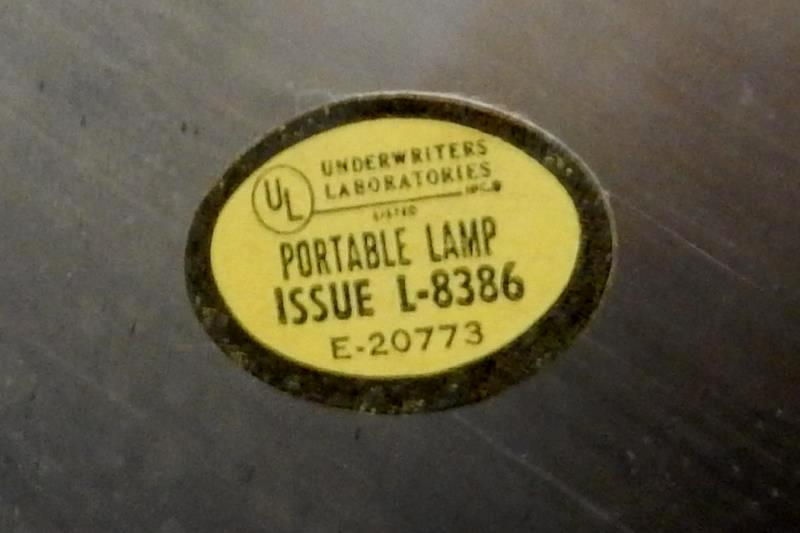 UL
UNDERWRITERS
LABORATORIES
INC.®
LISTED
PORTABLE LAMP
ISSUE L-8386
E-20773